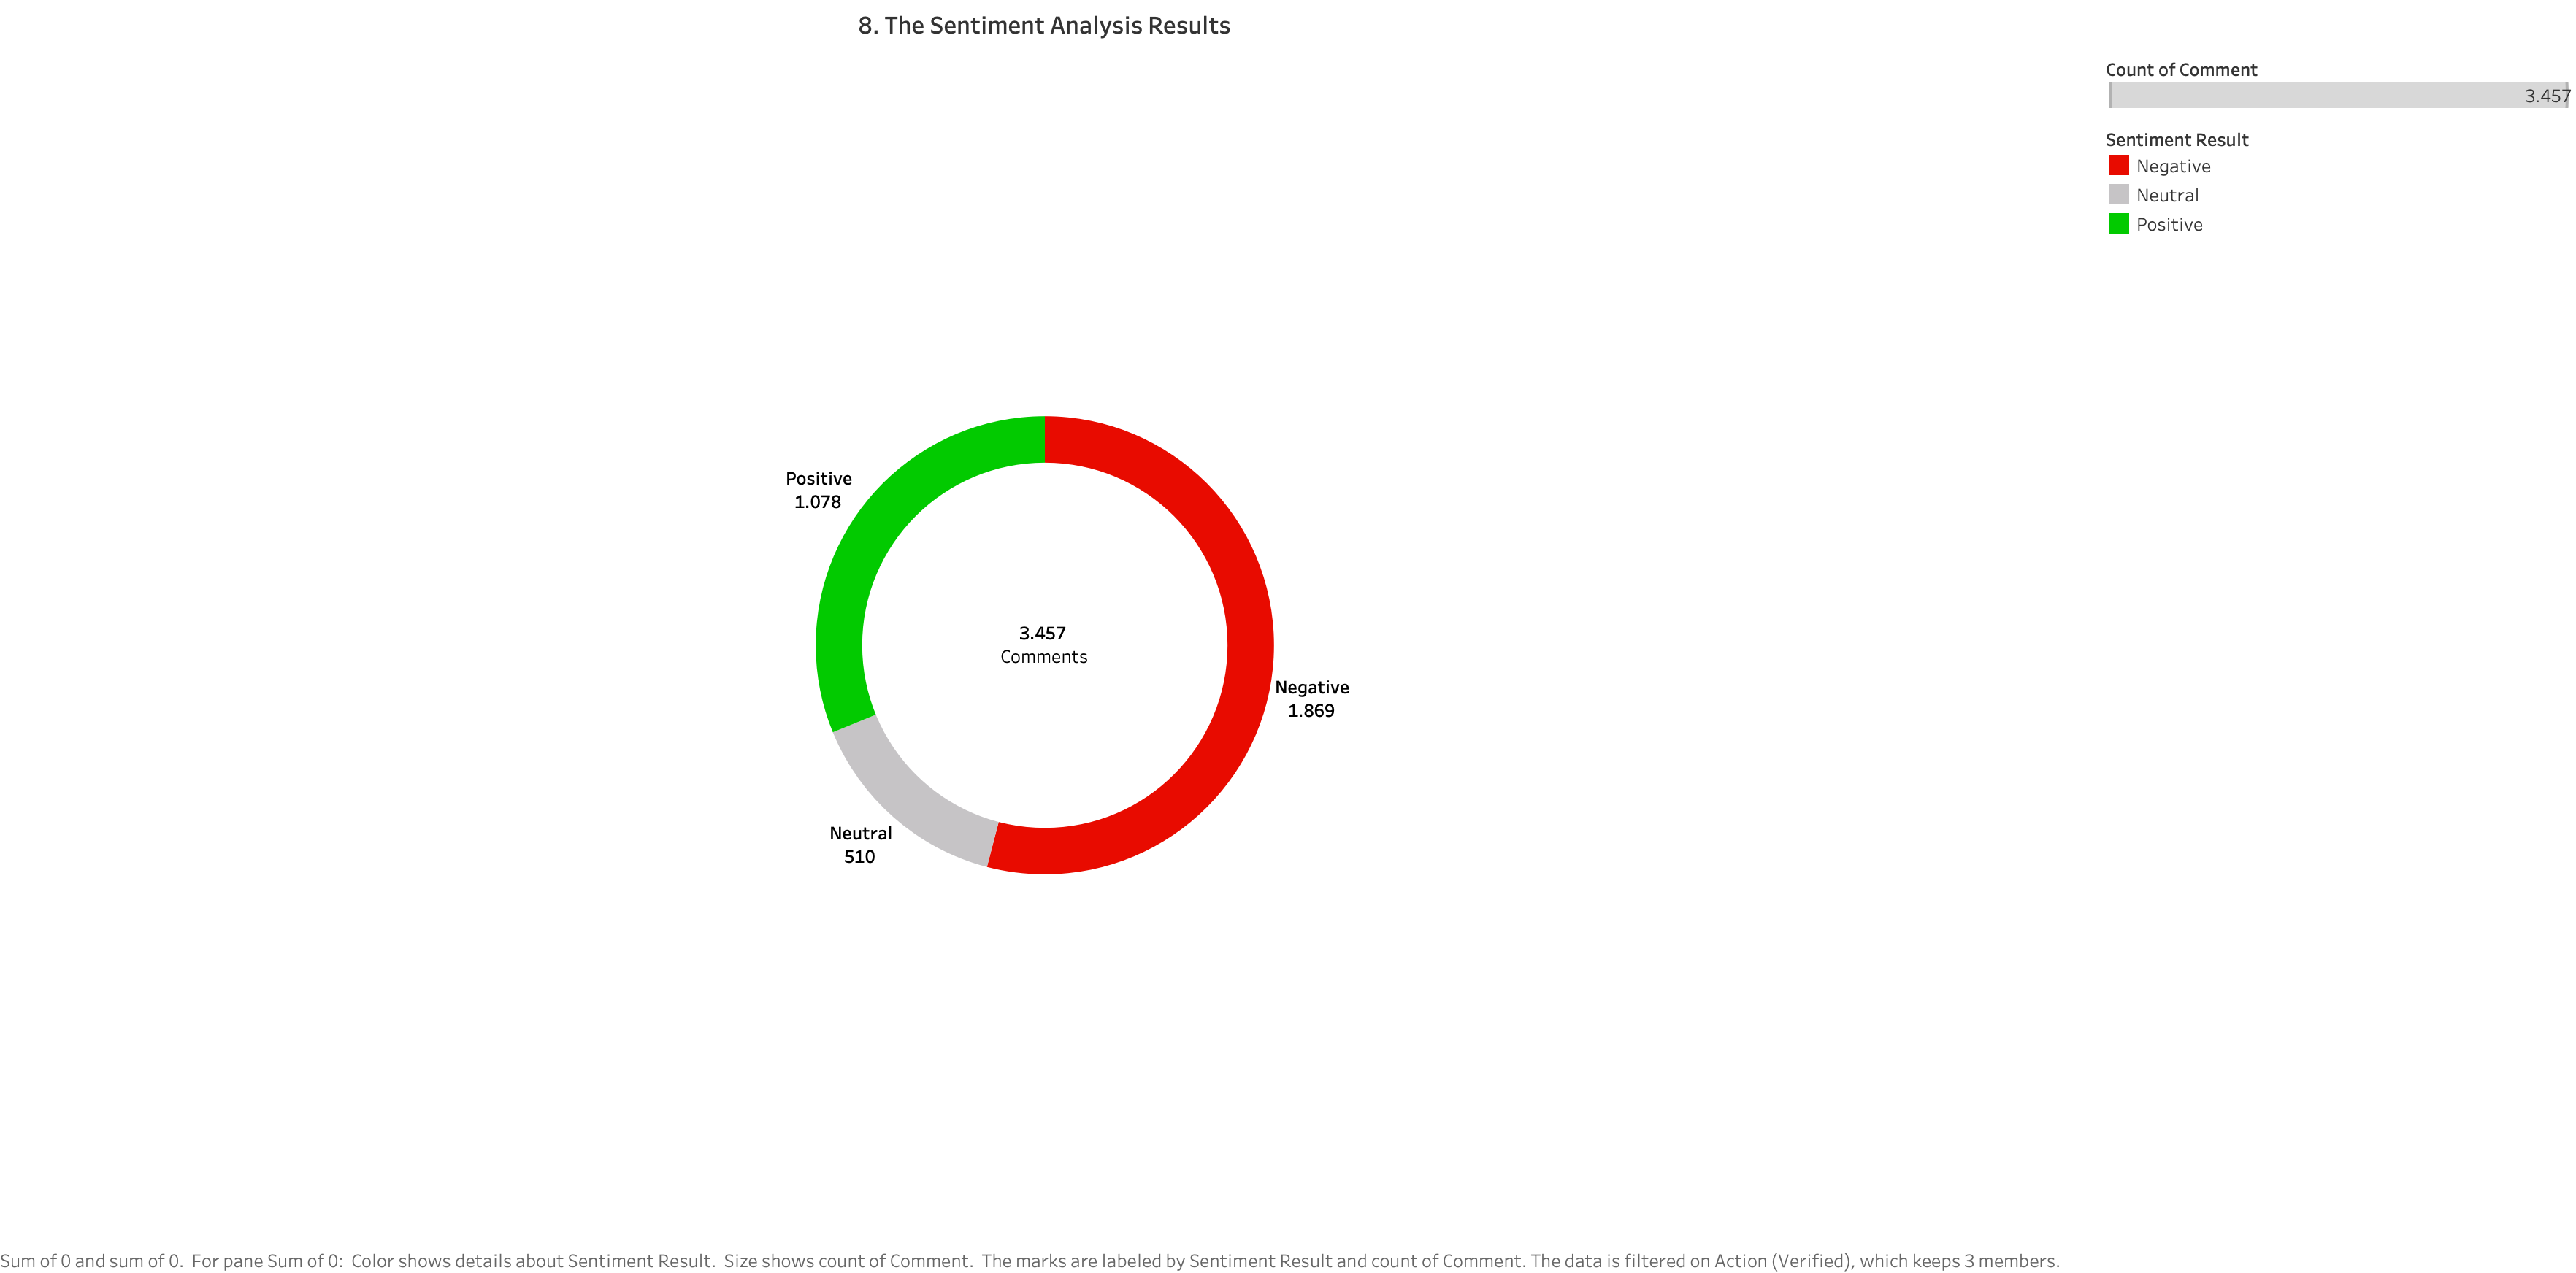 8. The Sentiment Analysis Results
Count of Comment
3.457
Sentiment Result
Negative
Neutral
Positive
Positive
1.078
3.457
Comments
Negative
1.869
Neutral
510
Sum of 0 and sum of 0.  For pane Sum of 0:  Color shows details about Sentiment Result.  Size shows count of Comment.  The marks are labeled by Sentiment Result and count of Comment. The data is filtered on Action (Verified), which keeps 3 members.